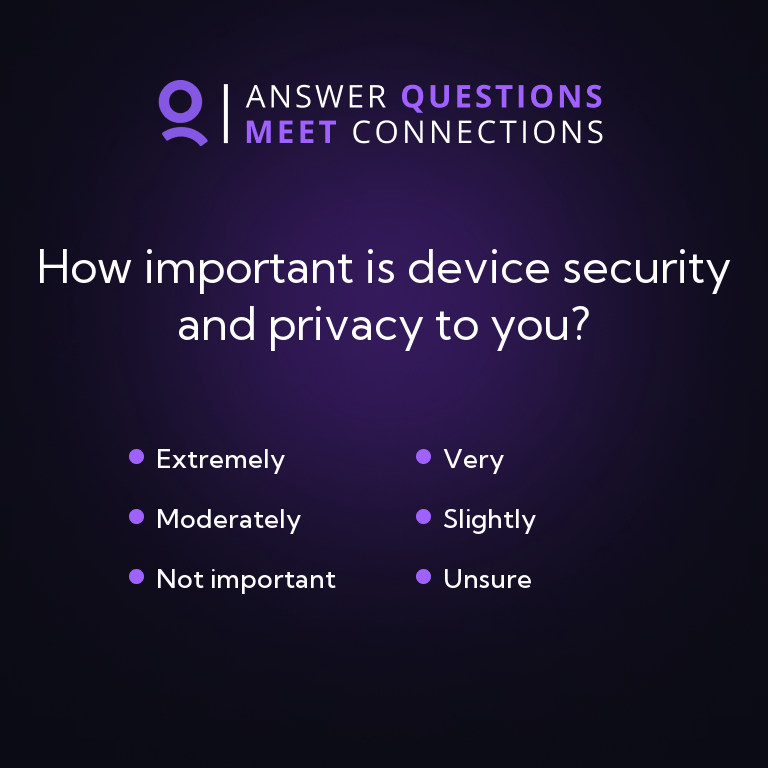 ANSWER QUESTIONS
MEET CONNECTIONS
How important is device security
and privacy to you?
Extremely
Very
Moderately
Slightly
Not important
Unsure